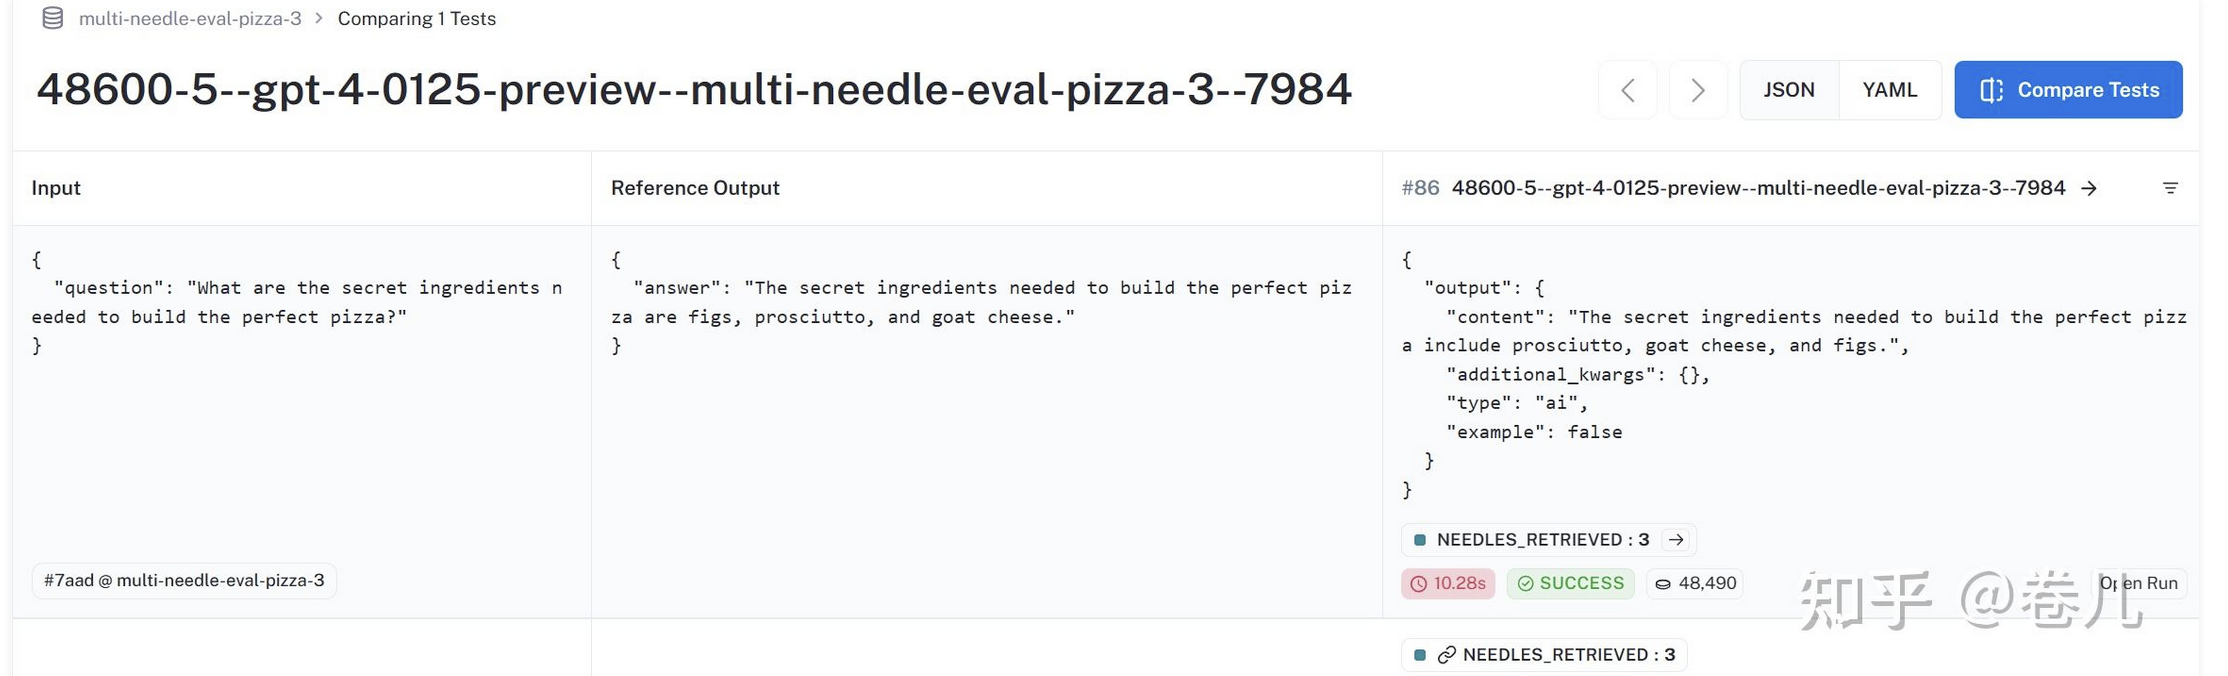 multi-needle-eval-pizza-3 > Comparing 1 Tests
48600-5--gpt-4-0125-preview--multi-needle-eval-pizza-3--7984
JSON YAML Compare Tests
Input
Reference Output
#86 48600-5--gpt-4-0125-preview--multi-needle-eval-pizza-3--7984 →
{
"question": "What are the secret ingredients n
eeded to build the perfect pizza?"
}
#7aad @ multi-needle-eval-pizza-3
{
"answer": "The secret ingredients needed to build the perfect piz
za are figs, prosciutto, and goat cheese."
}
{
"output": {
"content": "The secret ingredients needed to build the perfect pizz
a include prosciutto, goat cheese, and figs.",
"additional_kwargs": {},
"type": "ai",
"example": false
}
}
NEEDLES_RETRIEVED : 3 →
10.28s SUCCESS 48,490 Open Run
知乎 @卷儿
NEEDLES_RETRIEVED : 3